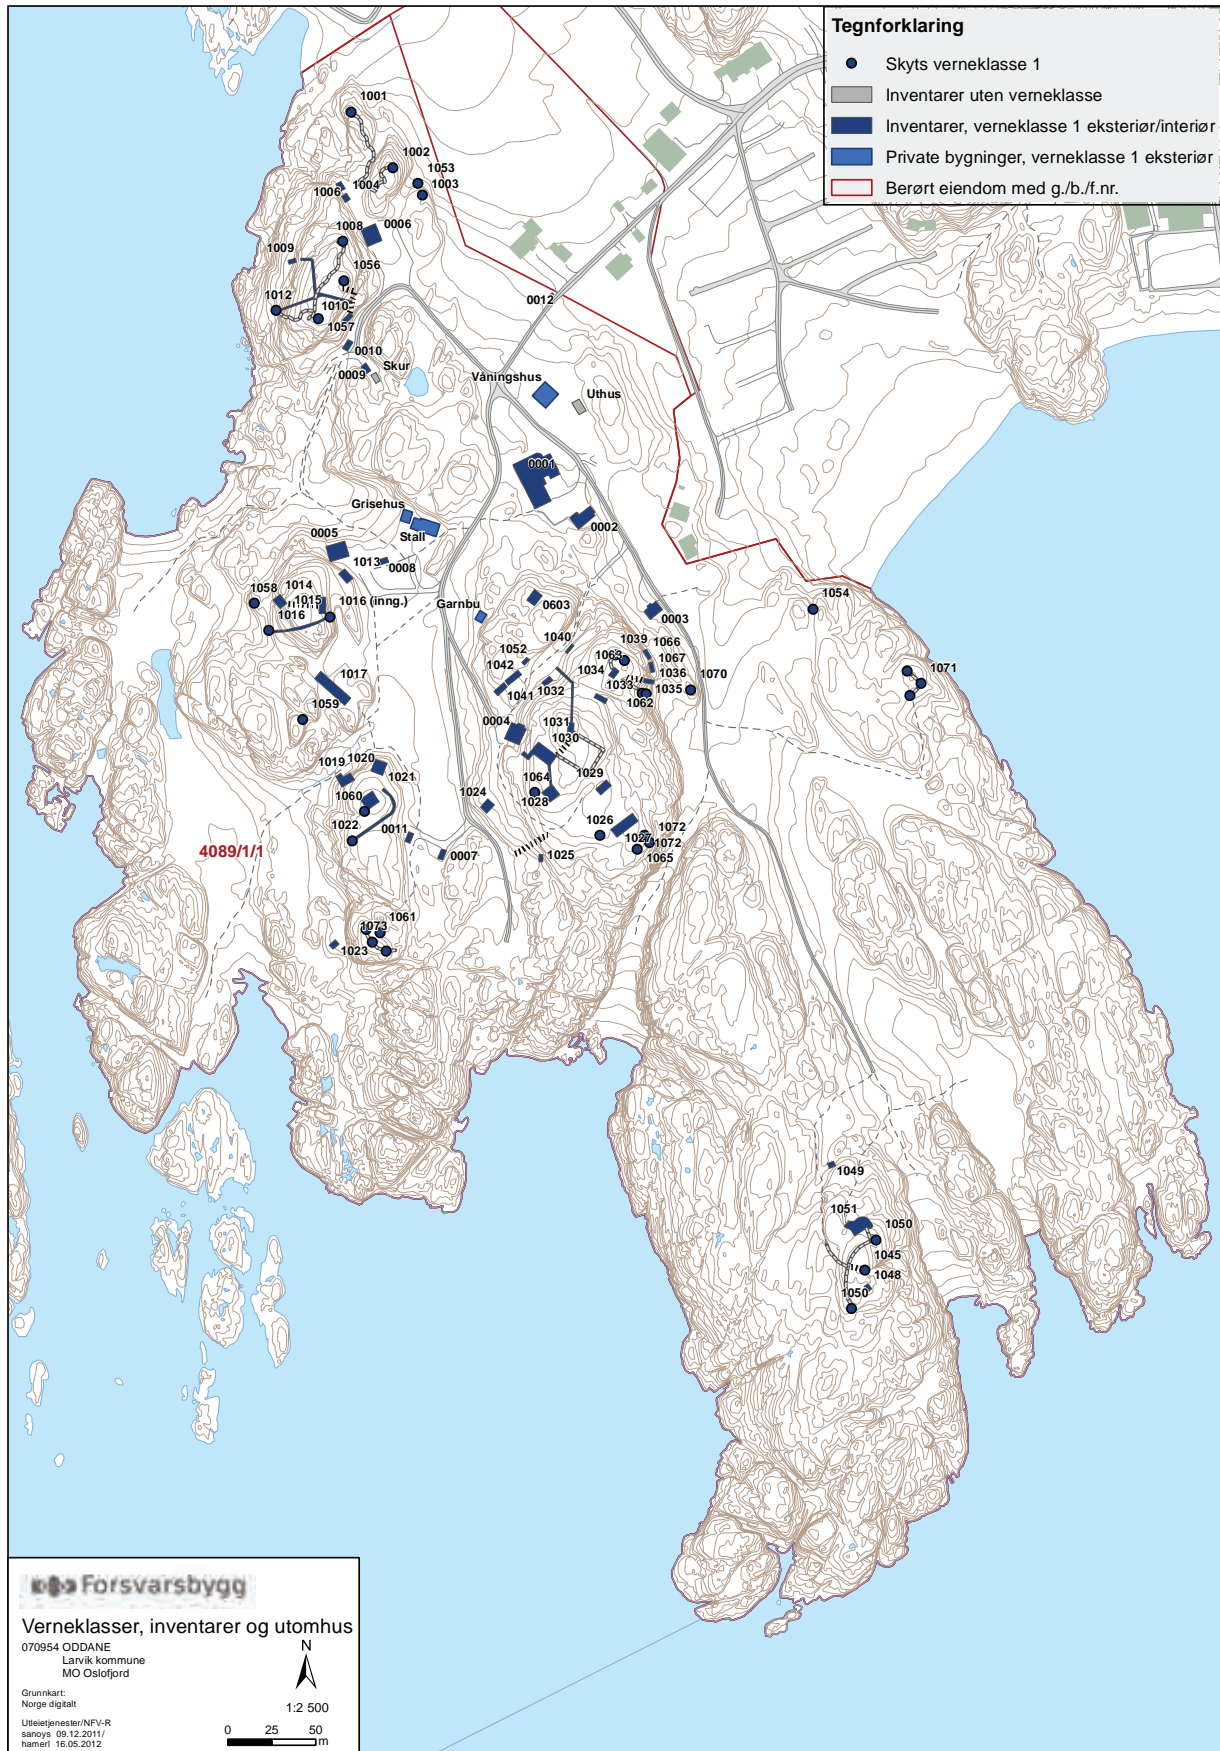 Tegnforklaring
Skyts verneklasse 1
Inventarer uten verneklasse
Inventarer, verneklasse 1 eksteriør/interiør
Private bygninger, verneklasse 1 eksteriør
Berørt eiendom med g./b./f.nr.
1001
1002
1053
1004
1003
1006
0006
1008
1009
1056
0012
1012
1010
1057
0010
Skur
0009
Våningshus
Uthus
0001
Grisehus
0002
Stall
0005
1013
0008
1058
1014
1015
1016 (inng.)
1016
Garnbu
0603
0003
1054
1040
1039
1066
1052
1063
1067
1042
1034
1036
1071
1017
1032
1033
1035
1070
1041
1062
1059
0004
1031
1030
1020
1019
1021
1064
1029
1060
1024
1028
1026
1022
0011
1027
1072
1072
4089/1/1
0007
1025
1065
1061
1073
1023
1049
1051
1050
1045
1048
1050
Forsvarsbygg
Verneklasser, inventarer og utomhus
070954 ODDANE
Larvik kommune
MO Oslofjord
N
Grunnkart:
Norge digitalt
1:2 500
Utleietjenester/NFV-R
sanoys 09.12.2011/
hamerl 16.05.2012
0 25 50
m